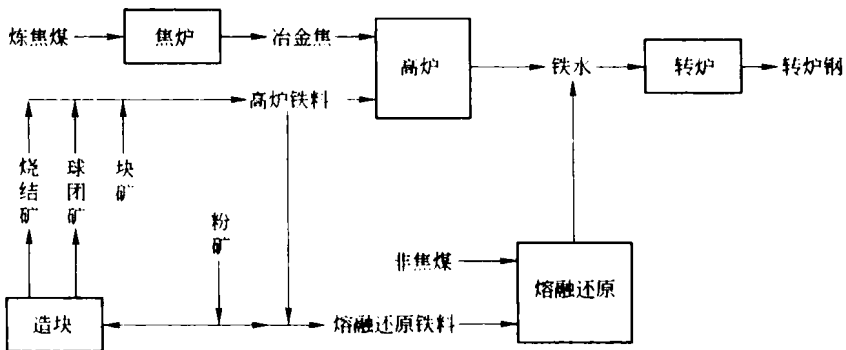 炼焦煤
焦炉
冶金焦
高炉
铁水
转炉
转炉钢
高炉铁料
烧结矿
球团矿
块矿
粉矿
非焦煤
熔融还原
造块
熔融还原铁料